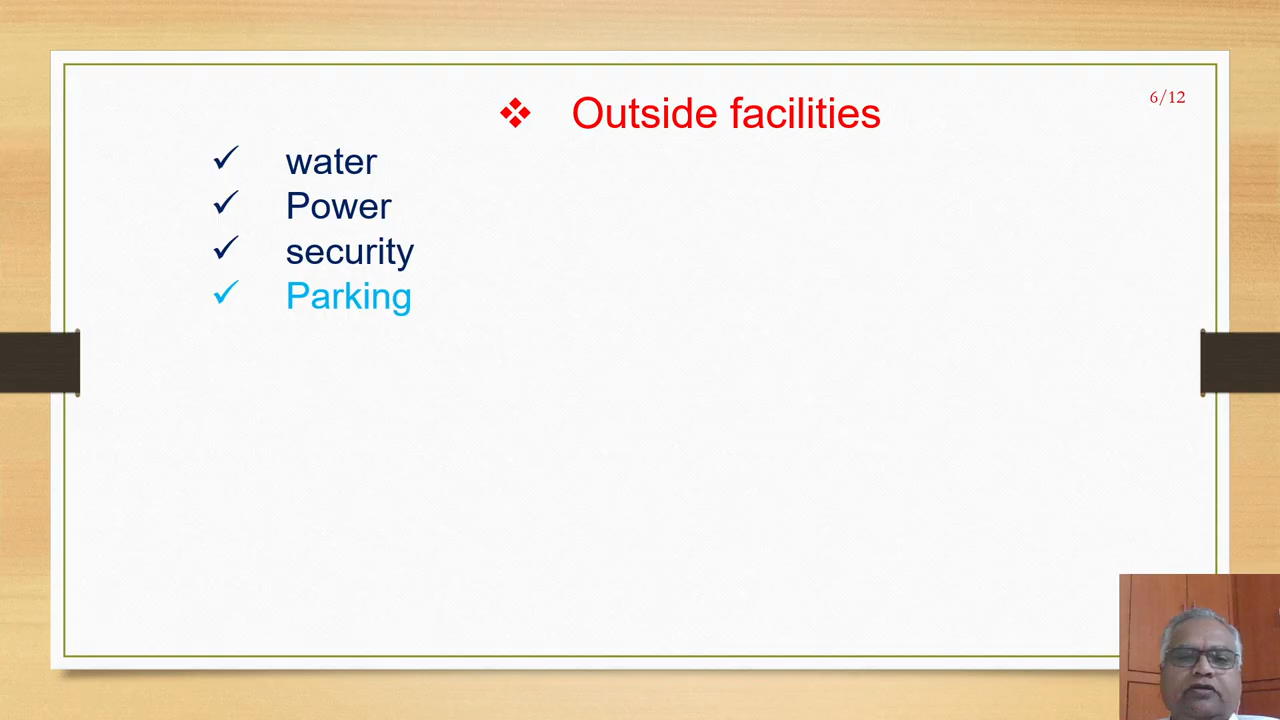 6/12
❖ Outside facilities
✓ water
✓ Power
✓ security
✓ Parking